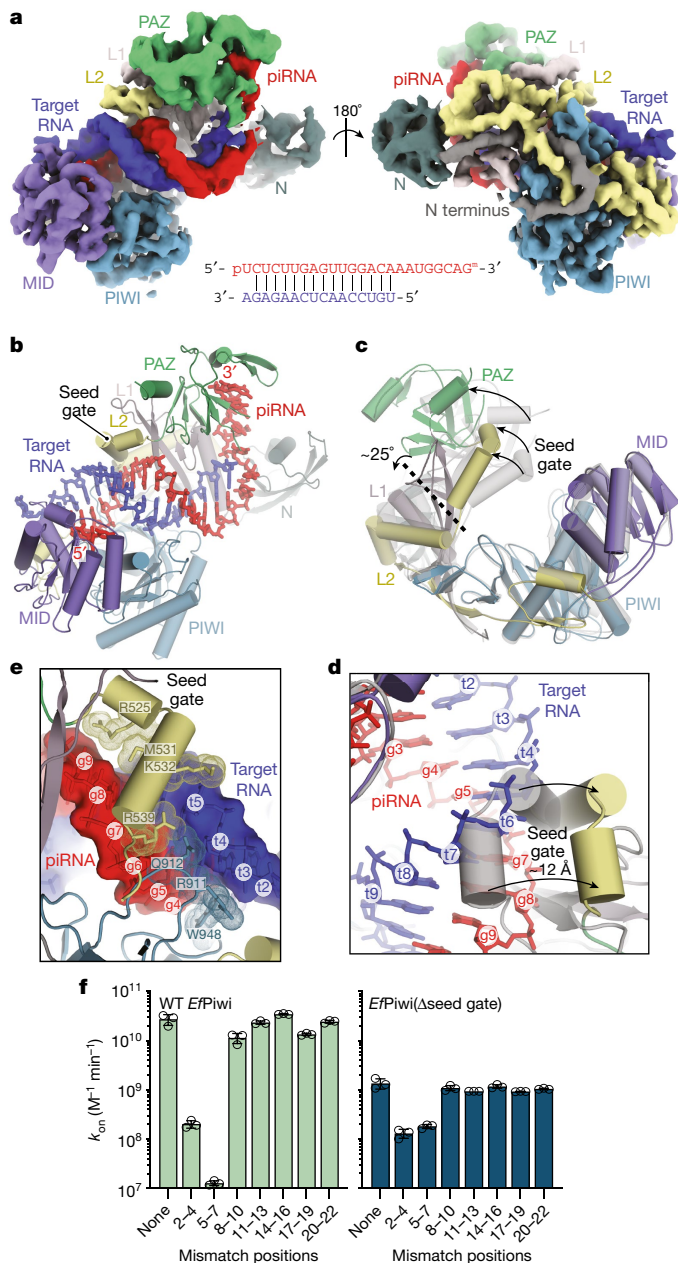 a
PAZ
L1
L2
piRNA
Target
RNA
N
MID
PIWI
180°
PAZ
L1
piRNA
L2
Target
RNA
N
N terminus
PIWI
5′- pUCUCUUGAGUUGGACAAAUGGCAGᵐ-3′
3′- AGAGAACUCAACCUGU-5′
b
PAZ
3′
L1
Seed
gate
L2
piRNA
Target
RNA
N
5′
MID
PIWI
c
PAZ
Seed
gate
MID
~25°
L1
L2
PIWI
e
Seed
gate
R525
M531
K532
g9
g8
g7
g6
g5
g4
Target
RNA
t5
t4
t3
t2
R539
piRNA
Q912
R911
W948
d
t2
Target
RNA
t3
g3
t4
g4
piRNA
g5
t6
t7
Seed
gate
g7
t8
~12 Å
t9
g8
g9
f
WT EfPiwi
EfPiwi(Δseed gate)
kon (M⁻¹ min⁻¹)
10¹¹
10¹⁰
10⁹
10⁸
10⁷
None
2–4
5–7
8–10
11–13
14–16
17–19
20–22
Mismatch positions
None
2–4
5–7
8–10
11–13
14–16
17–19
20–22
Mismatch positions